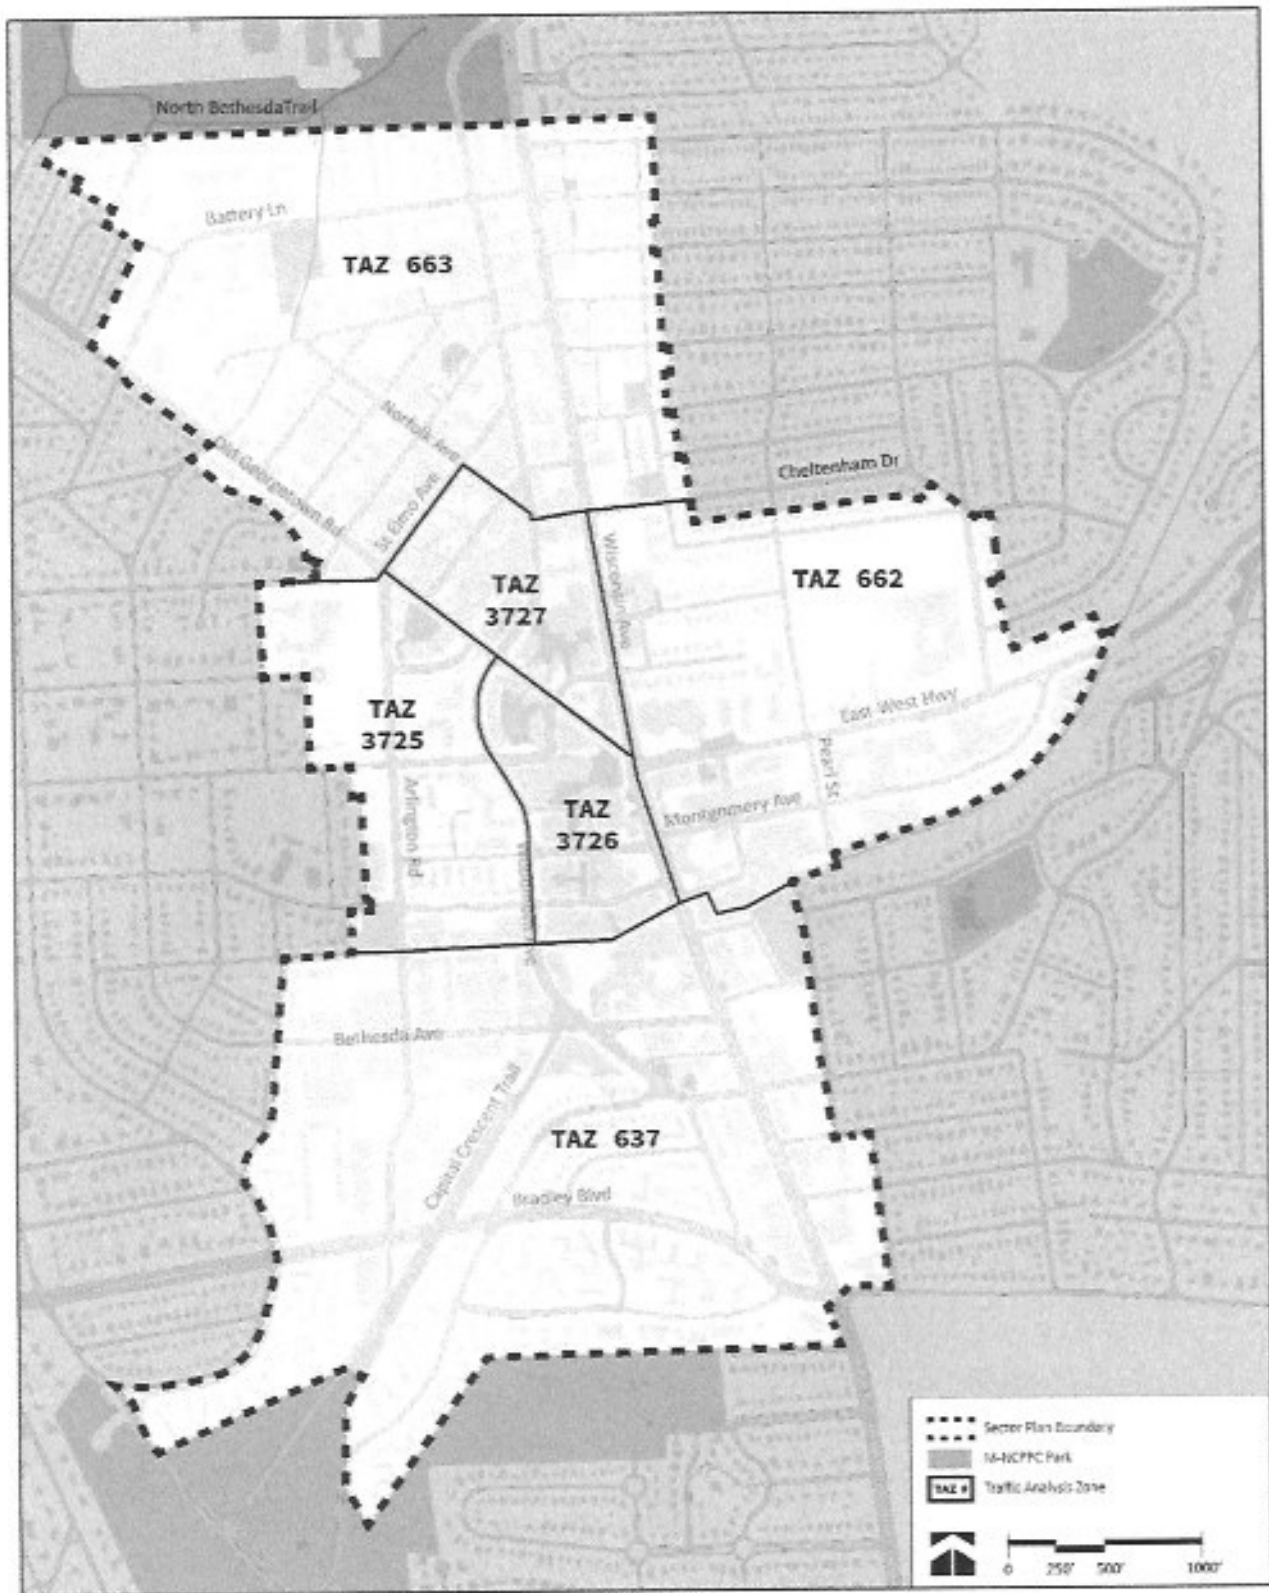 North BethesdaTrail
Battery Ln
TAZ 663
Norfolk Ave
Old Georgetown Rd
St Elmo Ave
Cheltenham Dr
Wisconsin Ave
TAZ
3727
TAZ 662
TAZ
3725
East-West Hwy
Pearl St
TAZ
3726
Montgomery Ave
Arlington Rd
Bethesda Ave
Capital Crescent Trail
TAZ 637
Bradley Blvd
Sector Plan Boundary
M-NCPPC Park
TAZ # Traffic Analysis Zone
0 250' 500' 1000'